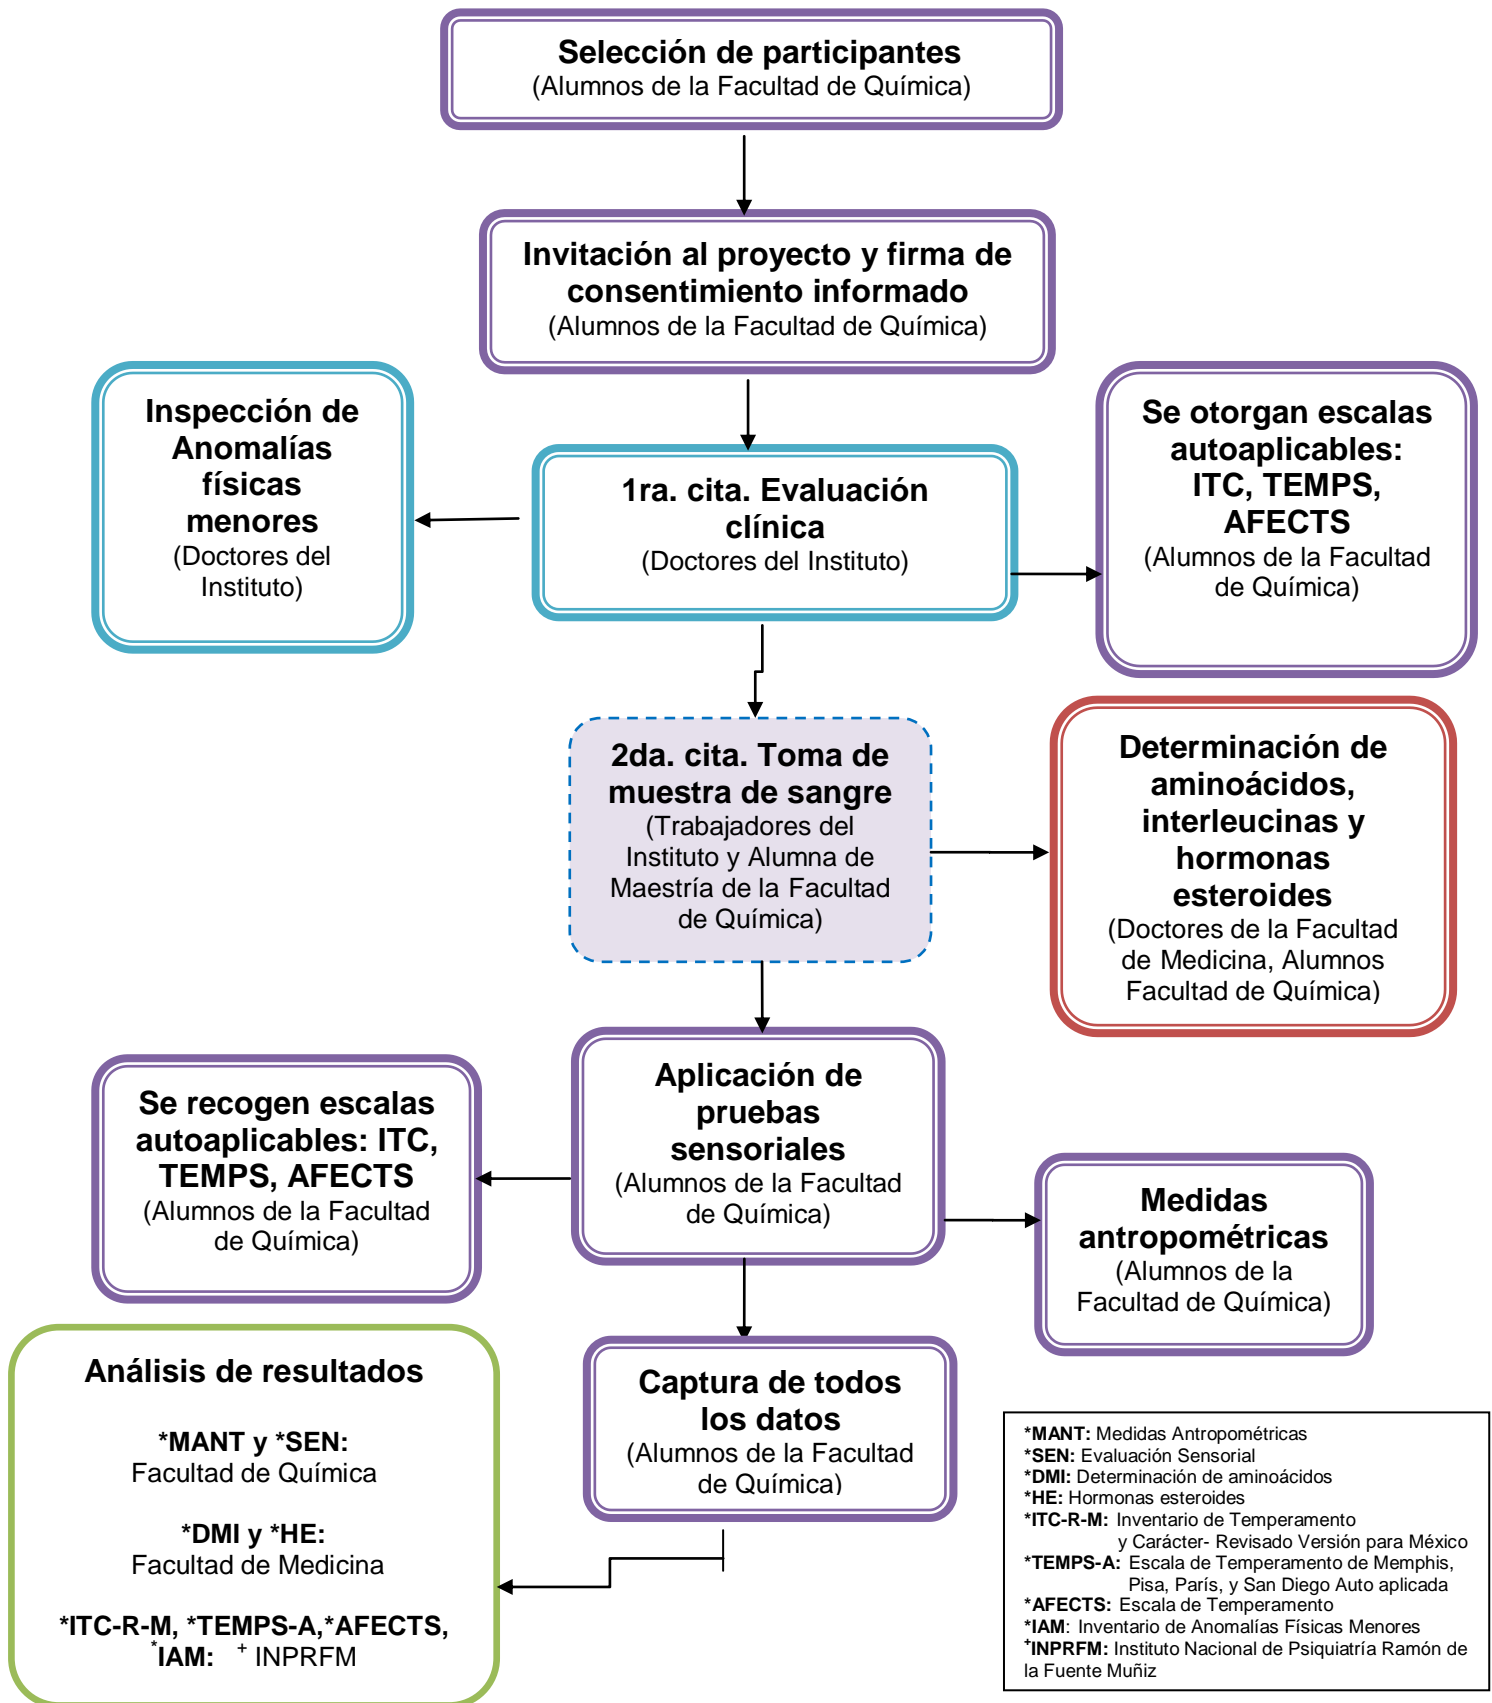 Selección de participantes
(Alumnos de la Facultad de Química)
Invitación al proyecto y firma de
consentimiento informado
(Alumnos de la Facultad de Química)
Inspección de
Anomalías
físicas
menores
(Doctores del
Instituto)
1ra. cita. Evaluación
clínica
(Doctores del Instituto)
Se otorgan escalas
autoaplicables:
ITC, TEMPS,
AFECTS
(Alumnos de la Facultad
de Química)
2da. cita. Toma de
muestra de sangre
(Trabajadores del
Instituto y Alumna de
Maestría de la Facultad
de Química)
Determinación de
aminoácidos,
interleucinas y
hormonas
esteroides
(Doctores de la Facultad
de Medicina, Alumnos
Facultad de Química)
Aplicación de
pruebas
sensoriales
(Alumnos de la Facultad
de Química)
Se recogen escalas
autoaplicables: ITC,
TEMPS, AFECTS
(Alumnos de la Facultad
de Química)
Medidas
antropométricas
(Alumnos de la
Facultad de Química)
Captura de todos
los datos
(Alumnos de la Facultad
de Química)
Análisis de resultados
*MANT y *SEN:
Facultad de Química
*DMI y *HE:
Facultad de Medicina
*ITC-R-M, *TEMPS-A,*AFECTS,
*IAM: + INPRFM
*MANT: Medidas Antropométricas
*SEN: Evaluación Sensorial
*DMI: Determinación de aminoácidos
*HE: Hormonas esteroides
*ITC-R-M: Inventario de Temperamento
y Carácter- Revisado Versión para México
*TEMPS-A: Escala de Temperamento de Memphis,
Pisa, París, y San Diego Auto aplicada
*AFECTS: Escala de Temperamento
*IAM: Inventario de Anomalías Físicas Menores
+INPRFM: Instituto Nacional de Psiquiatría Ramón de
la Fuente Muñiz